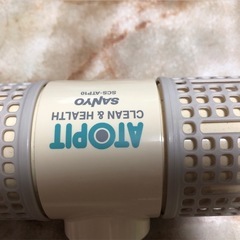 ATOPIT
CLEAN & HEALTH
SANYO
SCS-ATP10